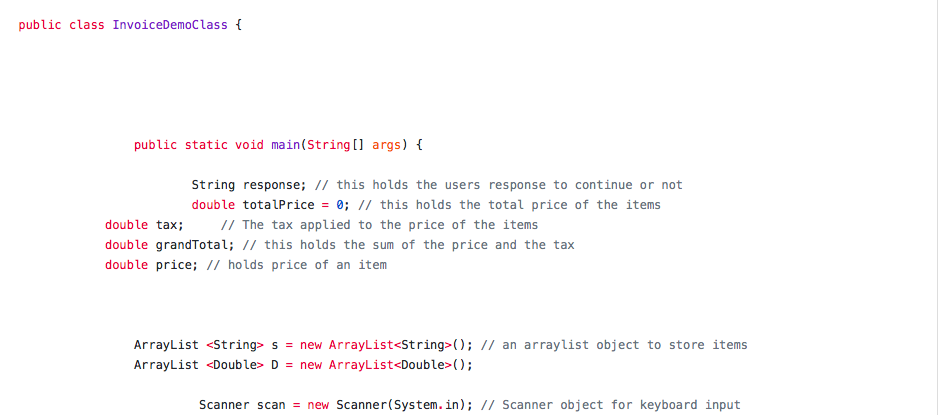 public class InvoiceDemoClass {
public static void main(String[] args) {
String response; // this holds the users response to continue or not
double totalPrice = 0; // this holds the total price of the items
double tax; // The tax applied to the price of the items
double grandTotal; // this holds the sum of the price and the tax
double price; // holds price of an item
ArrayList <String> s = new ArrayList<String>(); // an arraylist object to store items
ArrayList <Double> D = new ArrayList<Double>();
Scanner scan = new Scanner(System.in); // Scanner object for keyboard input